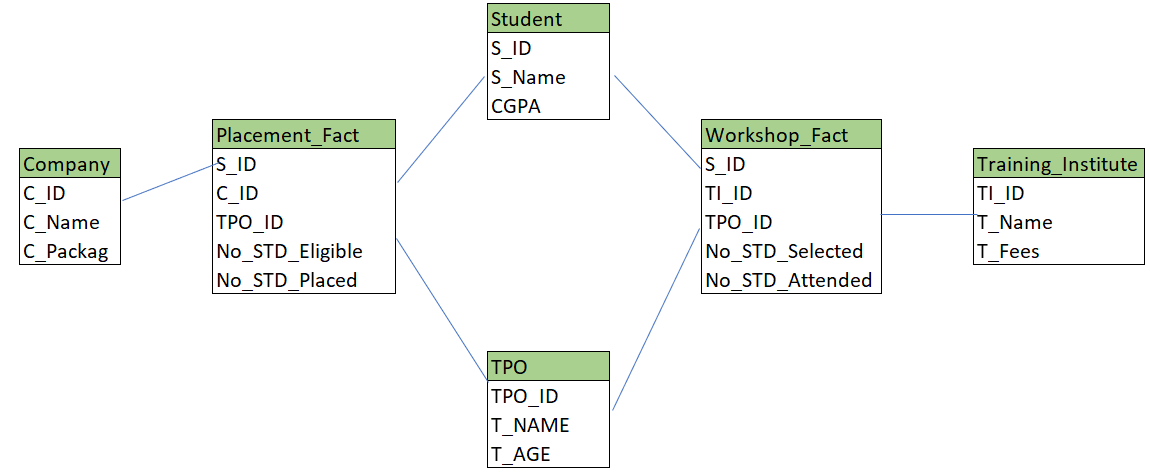 Student
S_ID
S_Name
CGPA
Placement_Fact
S_ID
C_ID
TPO_ID
No_STD_Eligible
No_STD_Placed
Workshop_Fact
S_ID
TI_ID
TPO_ID
No_STD_Selected
No_STD_Attended
Company
C_ID
C_Name
C_Packag
Training_Institute
TI_ID
T_Name
T_Fees
TPO
TPO_ID
T_NAME
T_AGE